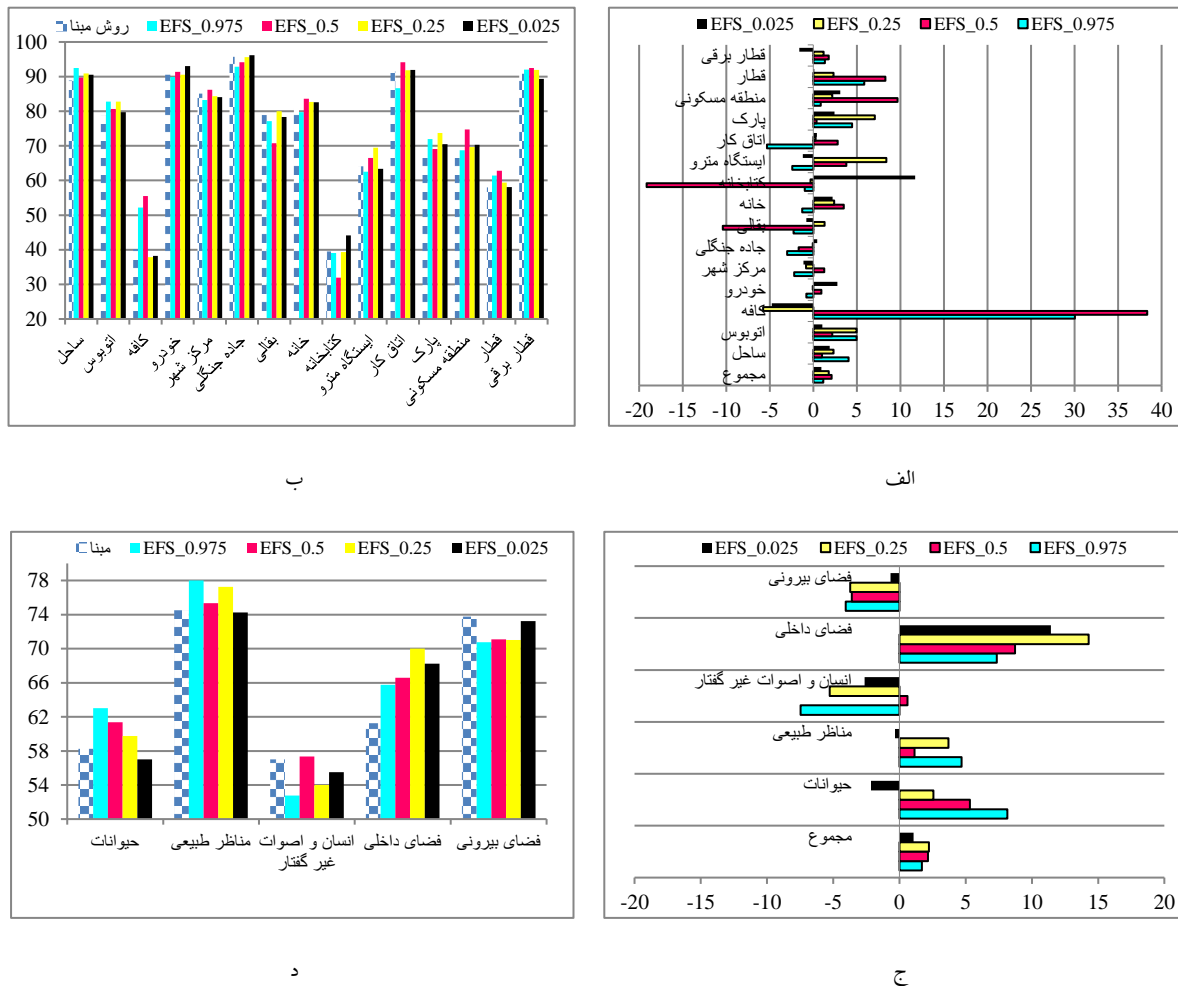 روش مبنا EFS_0.975 EFS_0.5 EFS_0.25 EFS_0.025
100
90
80
70
60
50
40
30
20
ساحل
اتوبوس
کافه
خودرو
مرکز شهر
جاده جنگلی
بقالی
خانه
کتابخانه
ایستگاه مترو
اتاق کار
پارک
منطقه مسکونی
قطار
قطار برقی
ب
EFS_0.025 EFS_0.25 EFS_0.5 EFS_0.975
قطار برقی
قطار
منطقه مسکونی
پارک
اتاق کار
ایستگاه مترو
کتابخانه
خانه
بقالی
جاده جنگلی
مرکز شهر
خودرو
کافه
اتوبوس
ساحل
مجموع
-20 -15 -10 -5 0 5 10 15 20 25 30 35 40
الف
مبنا EFS_0.975 EFS_0.5 EFS_0.25 EFS_0.025
78
74
70
66
62
58
54
50
حیوانات
مناظر طبیعی
انسان و اصوات
غیر گفتار
فضای داخلی
فضای بیرونی
د
EFS_0.025 EFS_0.25 EFS_0.5 EFS_0.975
فضای بیرونی
فضای داخلی
انسان و اصوات غیر گفتار
مناظر طبیعی
حیوانات
مجموع
-20 -15 -10 -5 0 5 10 15 20
ج